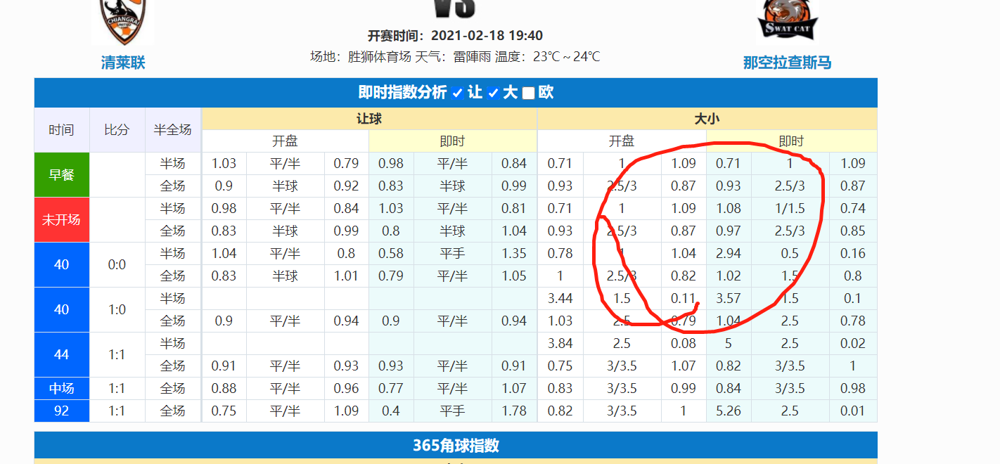 VS
CHIANGRAI
UNITED
SWAT CAT
开赛时间：2021-02-18 19:40
场地：胜狮体育场 天气：雷陣雨 温度：23℃～24℃
清莱联
那空拉查斯马
即时指数分析 让 大 欧
时间 比分 半全场 让球 大小
开盘 即时 开盘 即时
早餐 半场 1.03 平/半 0.79 0.98 平/半 0.84 0.71 1 1.09 0.71 1 1.09
全场 0.9 半球 0.92 0.83 半球 0.99 0.93 2.5/3 0.87 0.93 2.5/3 0.87
未开场 半场 0.98 平/半 0.84 1.03 平/半 0.81 0.71 1 1.09 1.08 1/1.5 0.74
全场 0.83 半球 0.99 0.8 半球 1.04 0.93 2.5/3 0.87 0.97 2.5/3 0.85
40 0:0 半场 1.04 平/半 0.8 0.58 平手 1.35 0.78 1 1.04 2.94 0.5 0.16
全场 0.83 半球 1.01 0.79 平/半 1.05 1 2.5/3 0.82 1.02 1.5 0.8
40 1:0 半场 3.44 1.5 0.11 3.57 1.5 0.1
全场 0.9 平/半 0.94 0.9 平/半 0.94 1.03 2.5 0.79 1.04 2.5 0.78
44 1:1 半场 3.84 2.5 0.08 5 2.5 0.02
全场 0.91 平/半 0.93 0.93 平/半 0.91 0.75 3/3.5 1.07 0.82 3/3.5 1
中场 1:1 全场 0.88 平/半 0.96 0.77 平/半 1.07 0.83 3/3.5 0.99 0.84 3/3.5 0.98
92 1:1 全场 0.75 平/半 1.09 0.4 平手 1.78 0.82 3/3.5 1 5.26 2.5 0.01
365角球指数